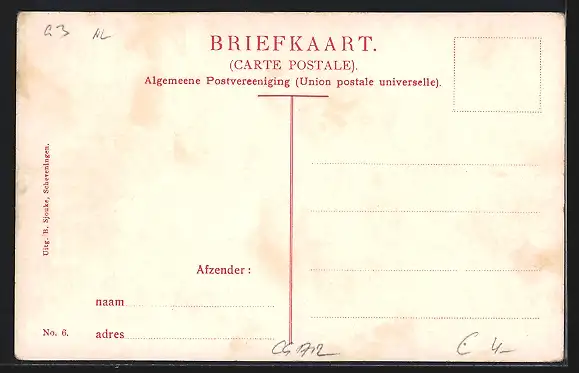 G3 NL
BRIEFKAART.
(CARTE POSTALE).
Algemeene Postvereeniging (Union postale universelle).
Uitg. B. Sjouke, Scheveningen.
Afzender:
naam
No. 6.
adres
€ 4-